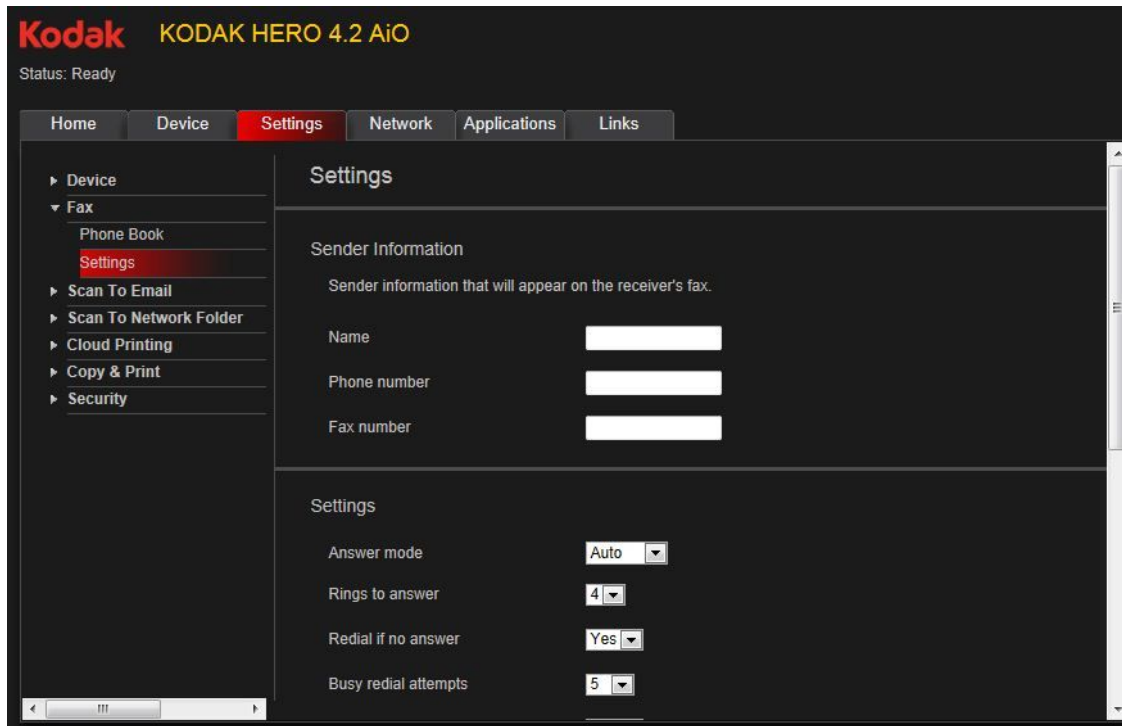 Kodak KODAK HERO 4.2 AiO
Status: Ready
Home Device Settings Network Applications Links
Device
Fax
Phone Book
Settings
Scan To Email
Scan To Network Folder
Cloud Printing
Copy & Print
Security
Settings
Sender Information
Sender information that will appear on the receiver's fax.
Name
Phone number
Fax number
Settings
Answer mode Auto
Rings to answer 4
Redial if no answer Yes
Busy redial attempts 5